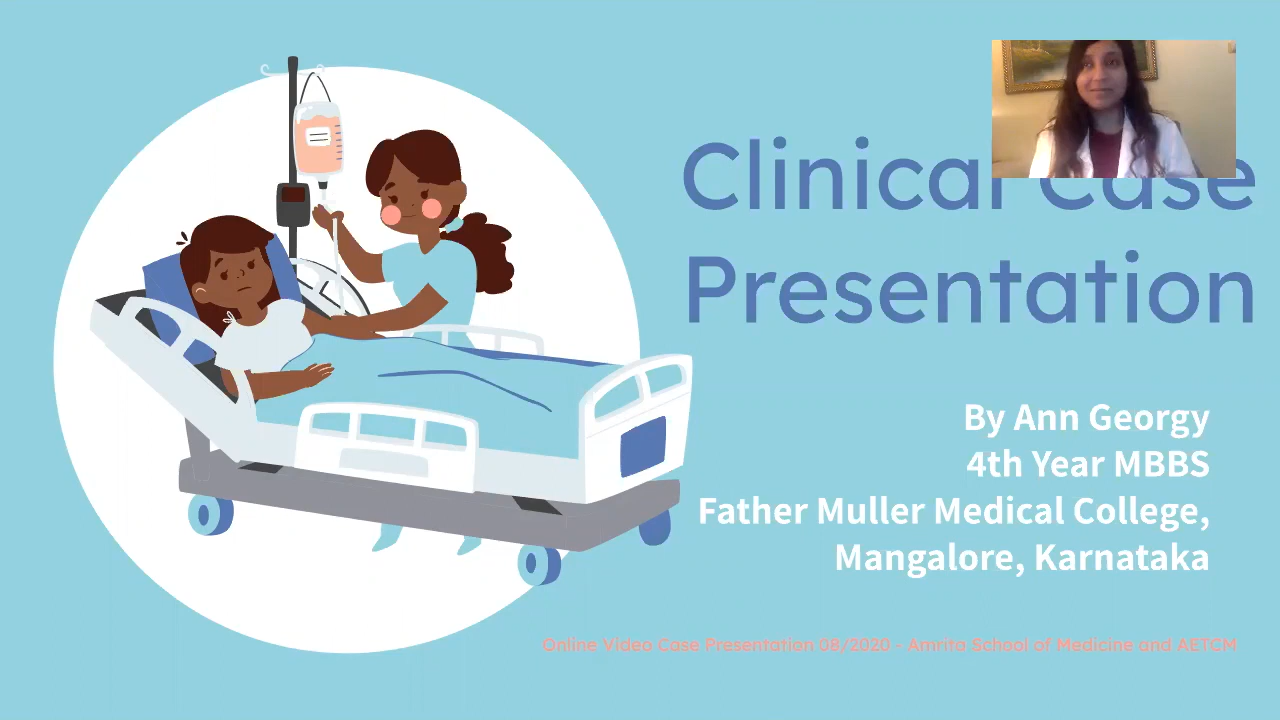 Clinical Case
Presentation
By Ann Georgy
4th Year MBBS
Father Muller Medical College,
Mangalore, Karnataka
Online Video Case Presentation 08/2020 - Amrita School of Medicine and AETCM